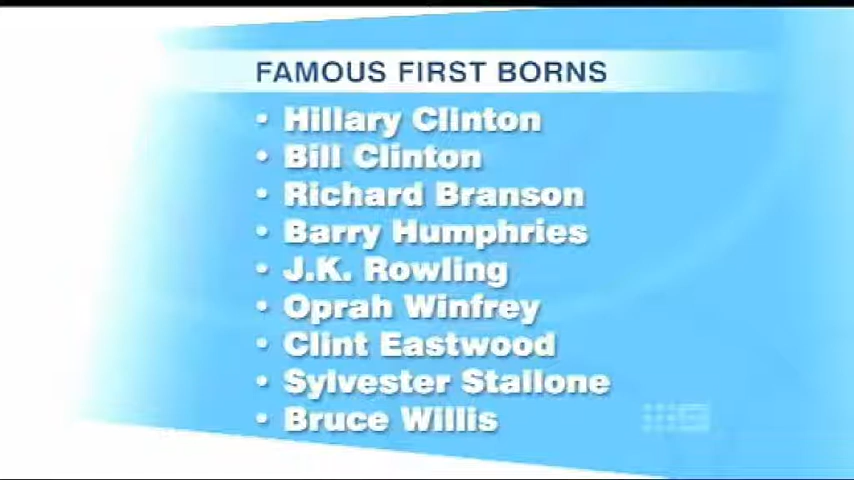 FAMOUS FIRST BORNS
• Hillary Clinton
• Bill Clinton
• Richard Branson
• Barry Humphries
• J.K. Rowling
• Oprah Winfrey
• Clint Eastwood
• Sylvester Stallone
• Bruce Willis